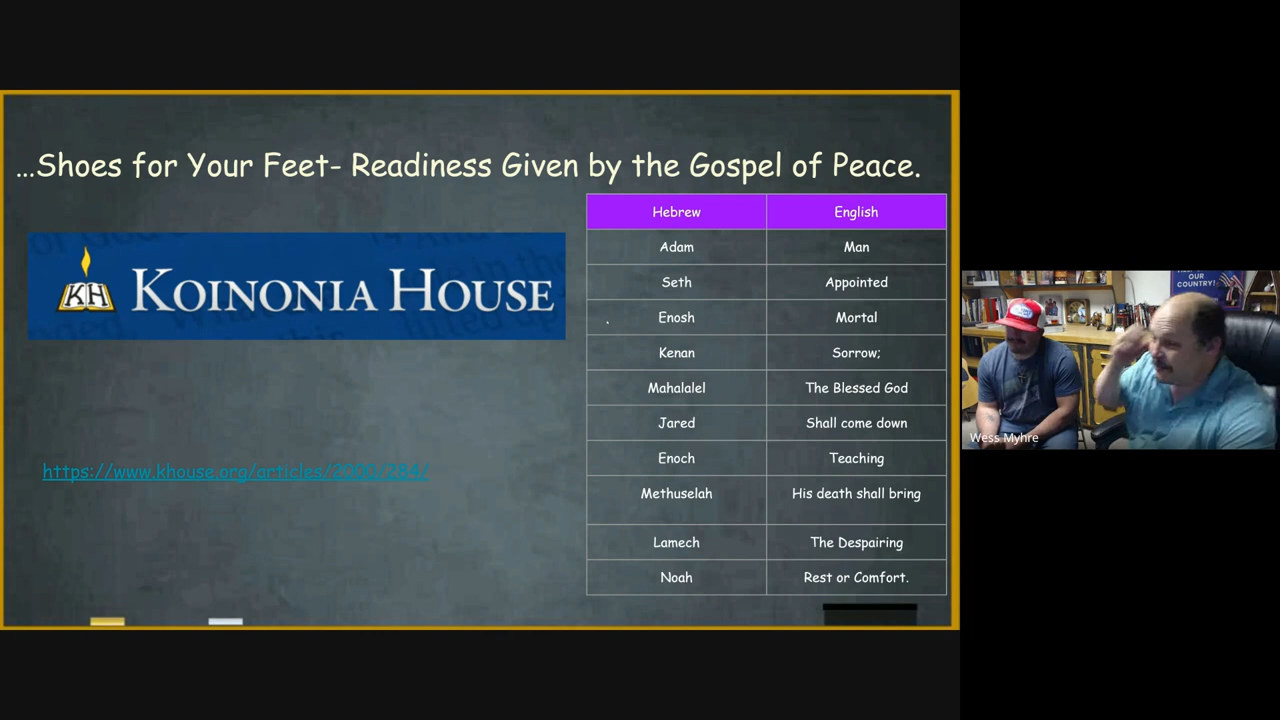 ...Shoes for Your Feet- Readiness Given by the Gospel of Peace.
KH KOINONIA HOUSE
https://www.khouse.org/articles/2000/284/
Hebrew English
Adam Man
Seth Appointed
Enosh Mortal
Kenan Sorrow;
Mahalalel The Blessed God
Jared Shall come down
Enoch Teaching
Methuselah His death shall bring
Lamech The Despairing
Noah Rest or Comfort.
OUR
COUNTRY!
Wess Myhre